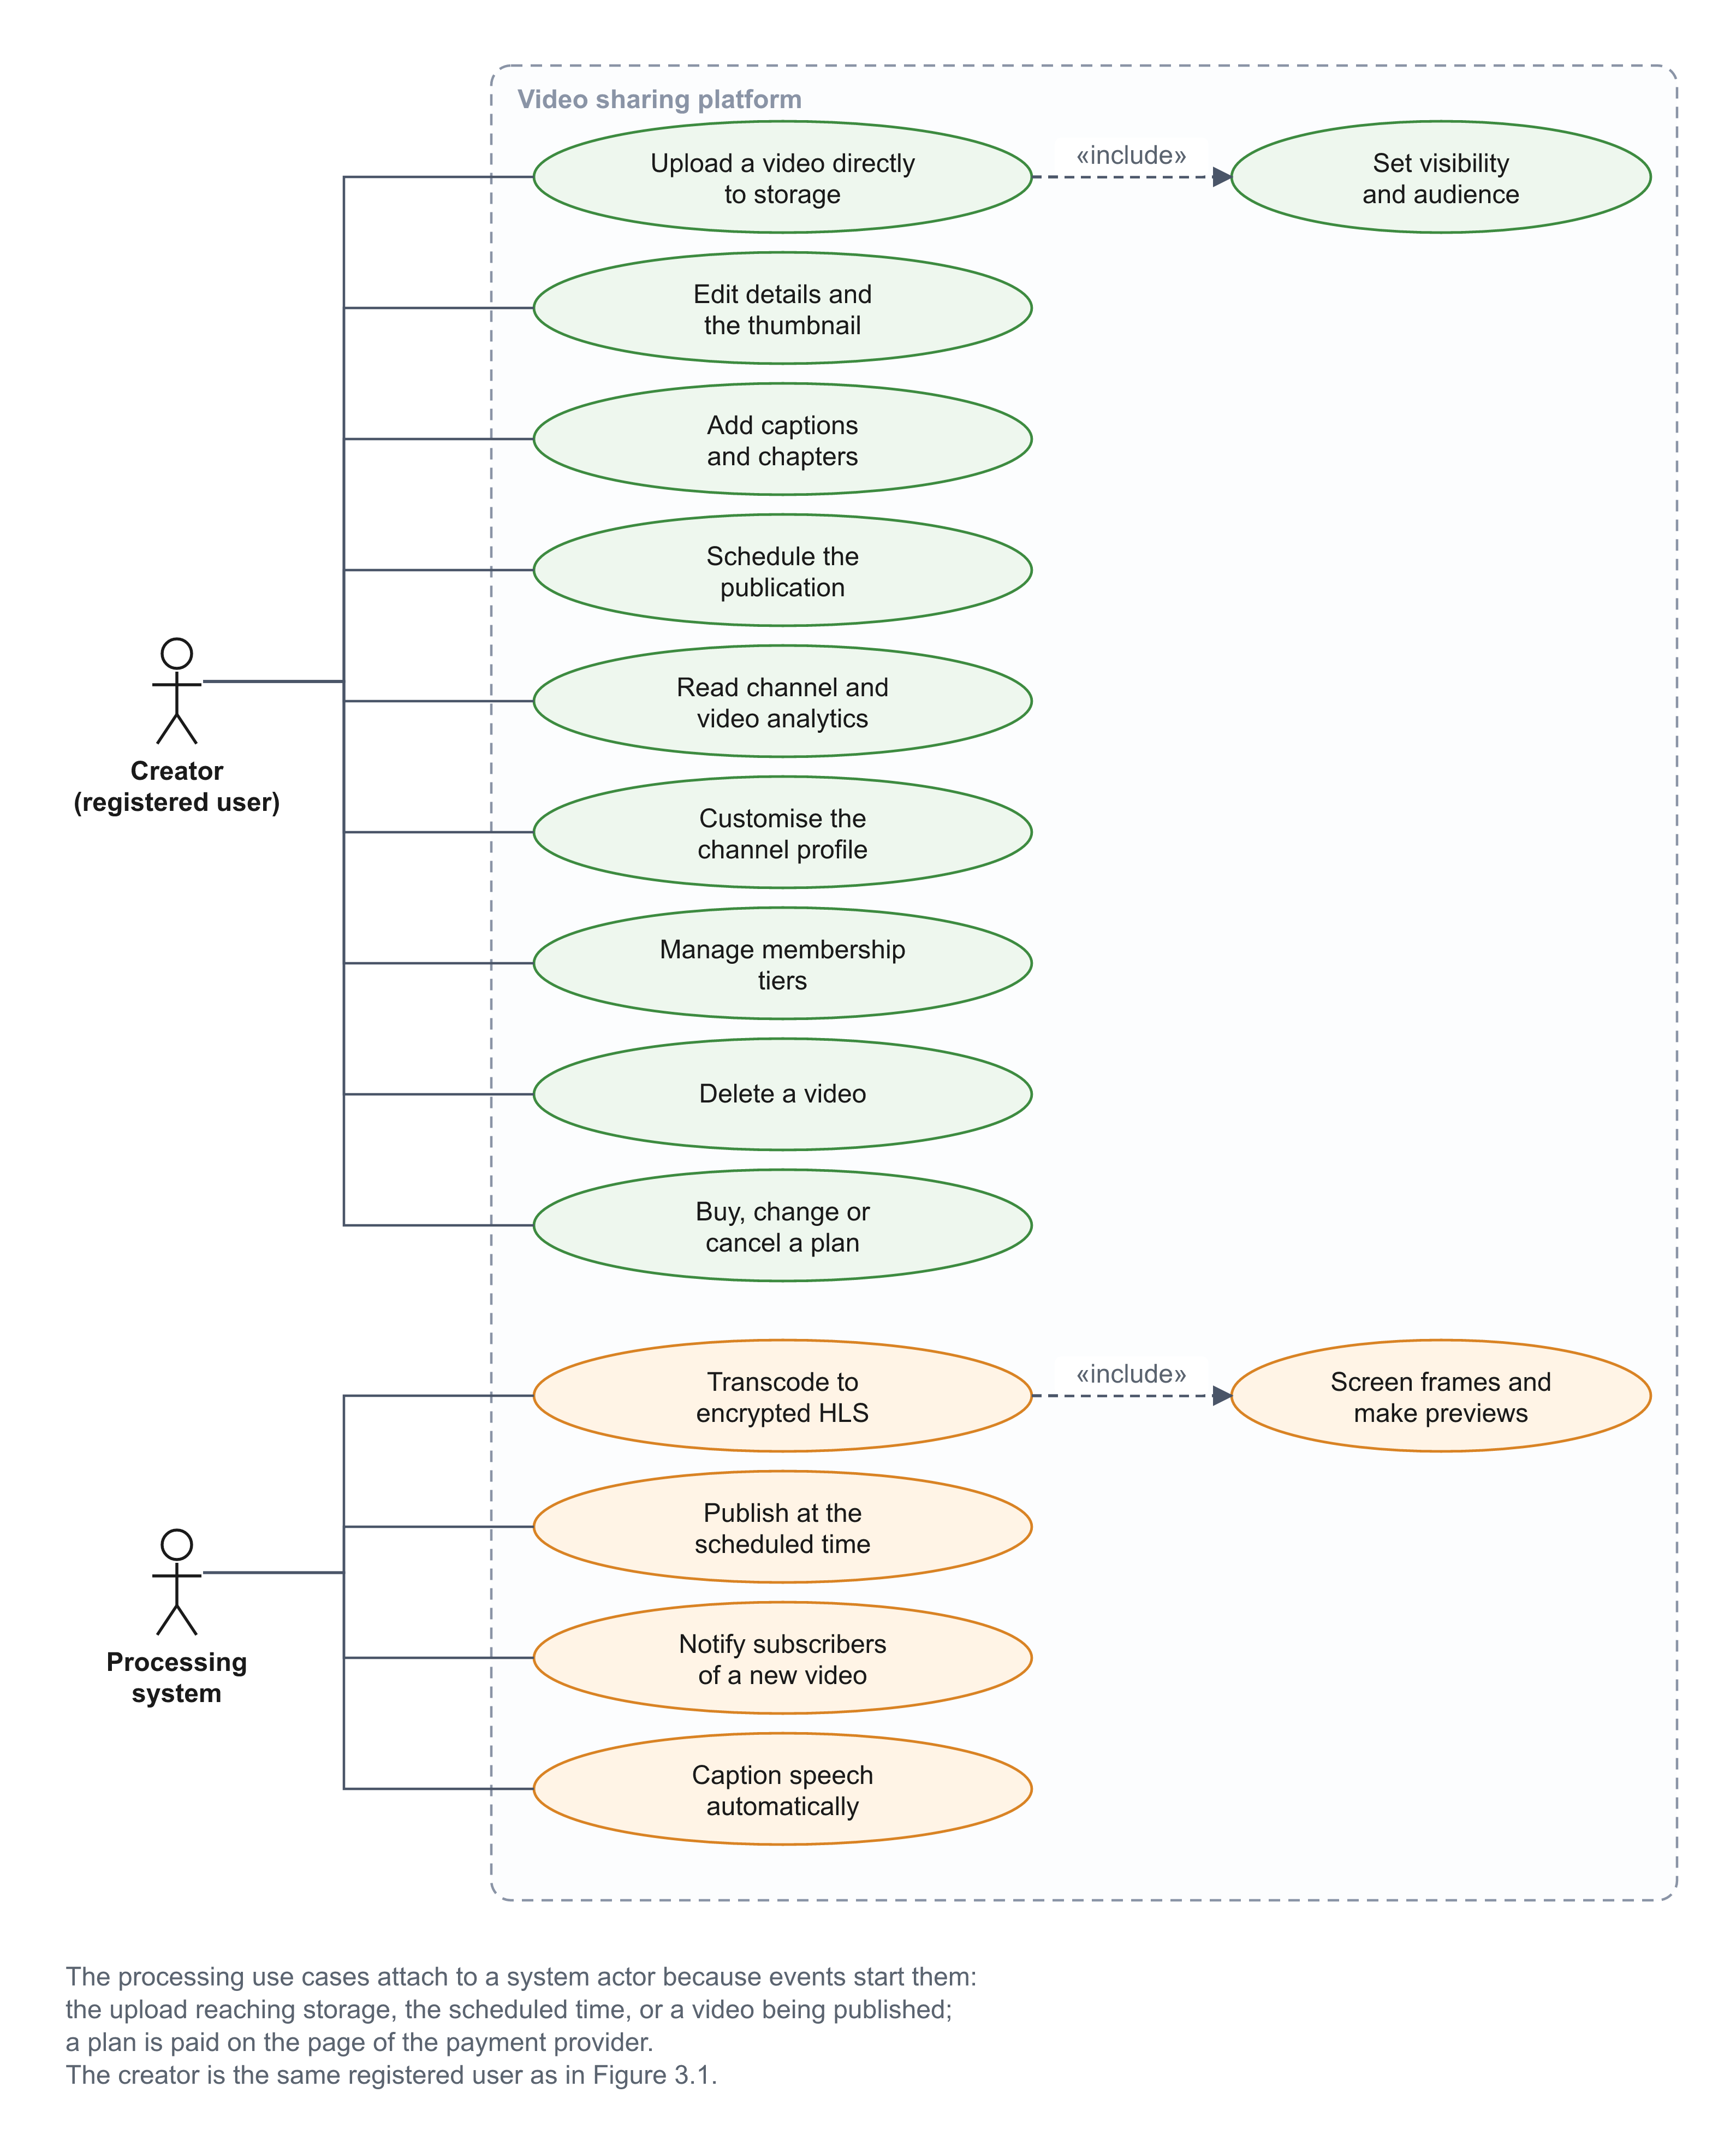 Video sharing platform
Upload a video directly
to storage
«include»
Set visibility
and audience
Edit details and
the thumbnail
Add captions
and chapters
Schedule the
publication
Read channel and
video analytics
Creator
(registered user)
Customise the
channel profile
Manage membership
tiers
Delete a video
Buy, change or
cancel a plan
Transcode to
encrypted HLS
«include»
Screen frames and
make previews
Publish at the
scheduled time
Processing
system
Notify subscribers
of a new video
Caption speech
automatically
The processing use cases attach to a system actor because events start them:
the upload reaching storage, the scheduled time, or a video being published;
a plan is paid on the page of the payment provider.
The creator is the same registered user as in Figure 3.1.